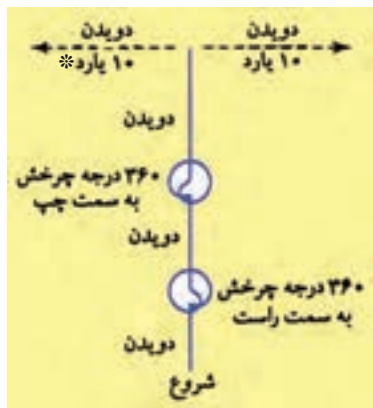 دویدن
دویدن
۱۰ یارد
۱۰ یارد*
دویدن
۳۶۰ درجه چرخش
به سمت چپ
دویدن
۳۶۰ درجه چرخش
به سمت راست
دویدن
شروع